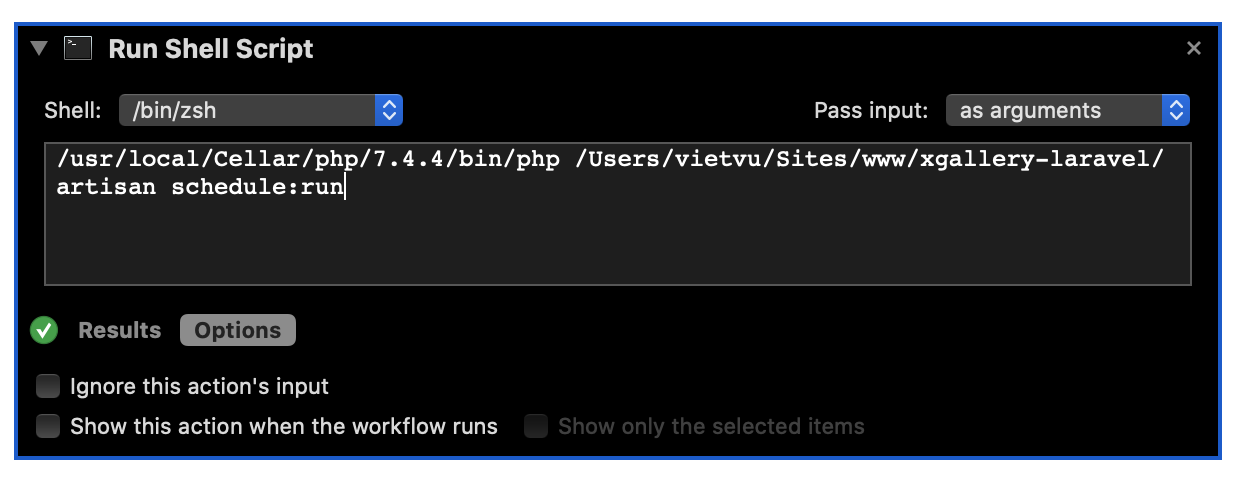 Run Shell Script
Shell: /bin/zsh Pass input: as arguments
/usr/local/Cellar/php/7.4.4/bin/php /Users/vietvu/Sites/www/xgallery-laravel/
artisan schedule:run
Results Options
Ignore this action's input
Show this action when the workflow runs Show only the selected items